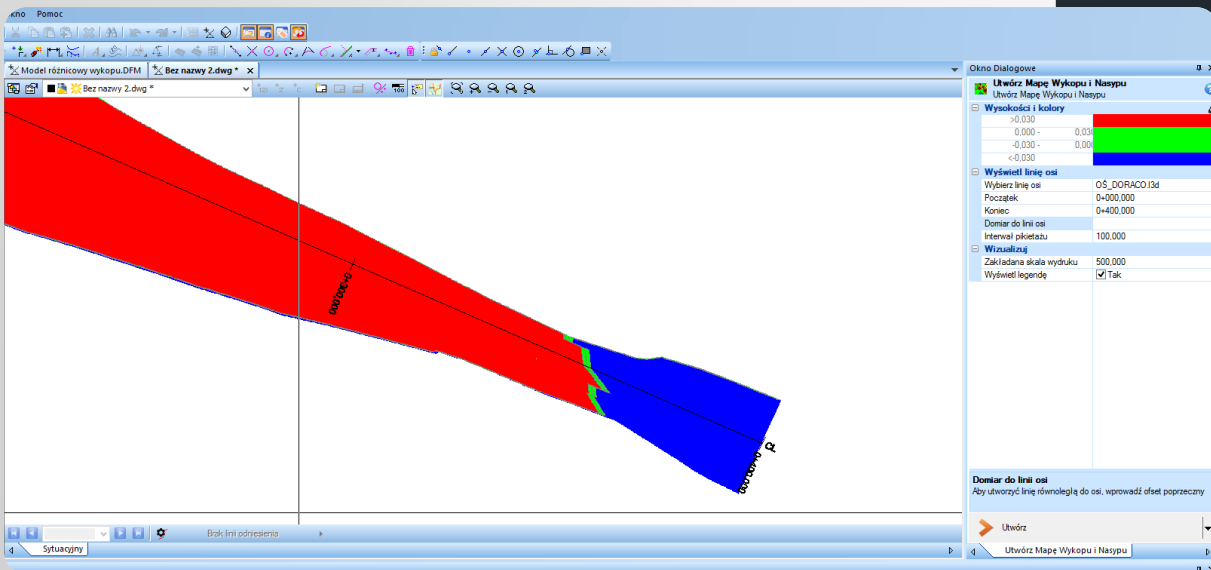 Pomoc
Model różnicowy wykopu.DFM
Bez nazwy 2.dwg *
Bez nazwy 2.dwg *
0+300,000
0+400,000
Brak linii odniesienia
Sytuacyjny
Okno Dialogowe
Utwórz Mapę Wykopu i Nasypu
Utwórz Mapę Wykopu i Nasypu
Wysokości i kolory
>0,030
0,000 -
-0,030 -
<-0,030
Wyświetl linię osi
Wybierz linię osi OŚ_DORACO.l3d
Początek 0+000,000
Koniec 0+400,000
Domiar do linii osi
Interwał pikietażu 100,000
Wizualizuj
Zakładana skala wydruku 500,000
Wyświetl legendę Tak
Domiar do linii osi
Aby utworzyć linię równoległą do osi, wprowadź ofset poprzeczny
Utwórz
Utwórz Mapę Wykopu i Nasypu